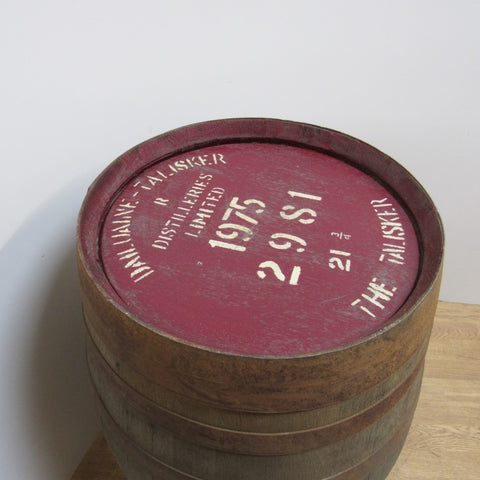 DAILUAINE-TALISKER
R
DISTILLERIES
LIMITED
1975
29 S1
21 3/4
THE TALISKER